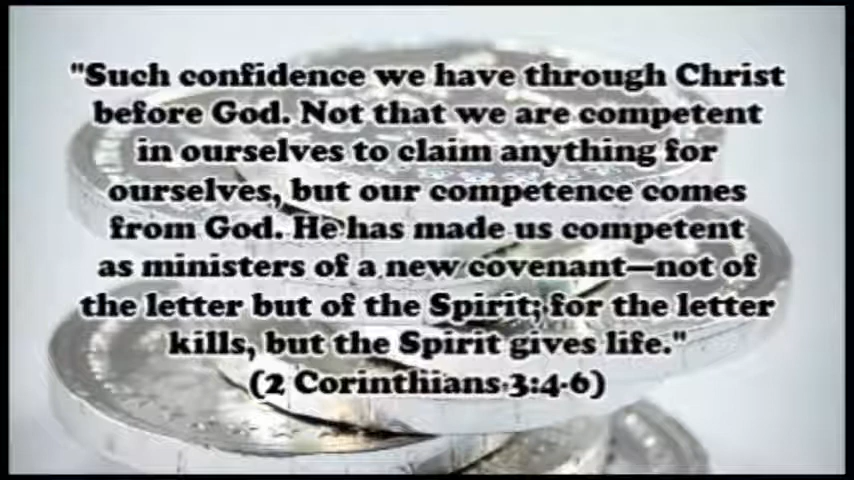 "Such confidence we have through Christ
before God. Not that we are competent
in ourselves to claim anything for
ourselves, but our competence comes
from God. He has made us competent
as ministers of a new covenant—not of
the letter but of the Spirit; for the letter
kills, but the Spirit gives life."
(2 Corinthians 3:4-6)